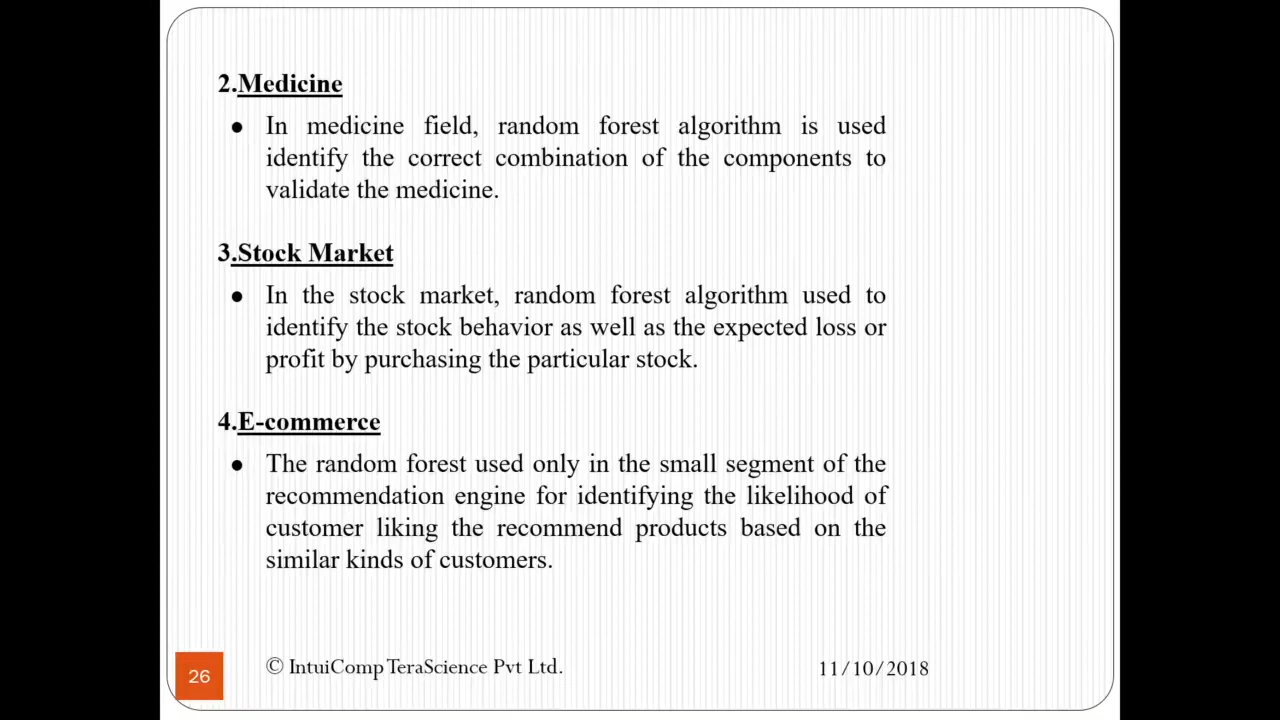 2.Medicine
● In medicine field, random forest algorithm is used
identify the correct combination of the components to
validate the medicine.
3.Stock Market
● In the stock market, random forest algorithm used to
identify the stock behavior as well as the expected loss or
profit by purchasing the particular stock.
4.E-commerce
● The random forest used only in the small segment of the
recommendation engine for identifying the likelihood of
customer liking the recommend products based on the
similar kinds of customers.
26
© IntuiComp TeraScience Pvt Ltd.
11/10/2018